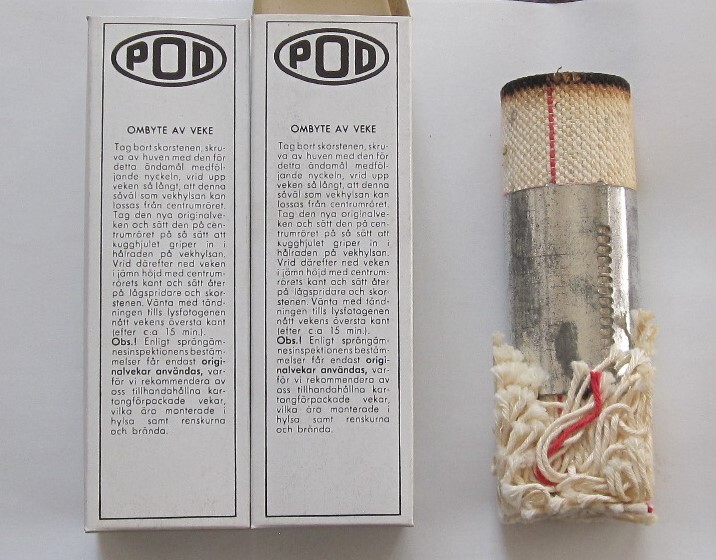 POD
OMBYTE AV VEKE
Tag bort skorstenen, skru-
va av huven med den för
detta ändamål medföl-
jande nyckeln, vrid upp
veken så långt, att denna
såväl som vekhylsan kan
lossas från centrumröret.
Tag den nya originalve-
ken och sätt den på cen-
trumröret på så sätt att
kugghjulet griper in i
hålraden på vekhylsan.
Vrid därefter ned veken
i jämn höjd med centrum-
rörets kant och sätt åter
på lågspridare och skor-
stenen. Vänta med tänd-
ningen tills lysfotogenen
nått vekens översta kant
(efter c:a 15 min.).
Obs.! Enligt sprängäm-
nesinspektionens bestäm-
melser får endast origi-
nalvekar användas, var-
för vi rekommendera av
oss tillhandahållna kar-
tongförpackade vekar,
vilka äro monterade i
hylsa samt renskurna
och brända.
POD
OMBYTE AV VEKE
Tag bort skorstenen, skru-
va av huven med den för
detta ändamål medföl-
jande nyckeln, vrid upp
veken så långt, att denna
såväl som vekhylsan kan
lossas från centrumröret.
Tag den nya originalve-
ken och sätt den på cen-
trumröret på så sätt att
kugghjulet griper in i
hålraden på vekhylsan.
Vrid därefter ned veken
i jämn höjd med centrum-
rörets kant och sätt åter
på lågspridare och skor-
stenen. Vänta med tänd-
ningen tills lysfotogenen
nått vekens översta kant
(efter c:a 15 min.).
Obs.! Enligt sprängäm-
nesinspektionens bestäm-
melser får endast origi-
nalvekar användas, var-
för vi rekommendera av
oss tillhandahållna kar-
tongförpackade vekar,
vilka äro monterade i
hylsa samt renskurna
och brända.